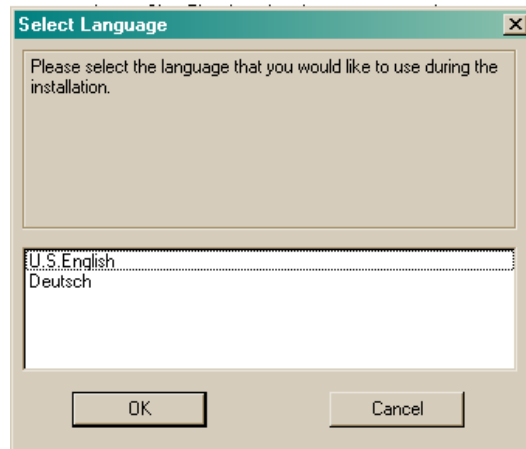 Select Language
Please select the language that you would like to use during the
installation.
U.S.English
Deutsch
OK
Cancel